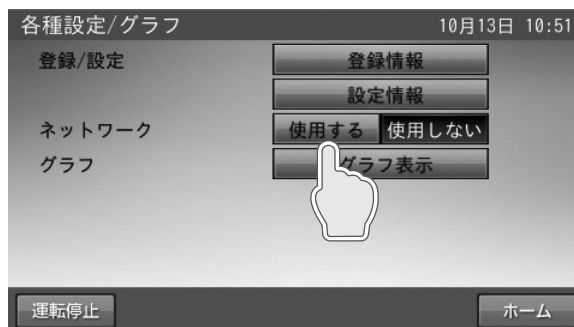 各種設定/グラフ 10月13日 10:51
登録/設定 登録情報
設定情報
ネットワーク 使用する 使用しない
グラフ グラフ表示
運転停止 ホーム